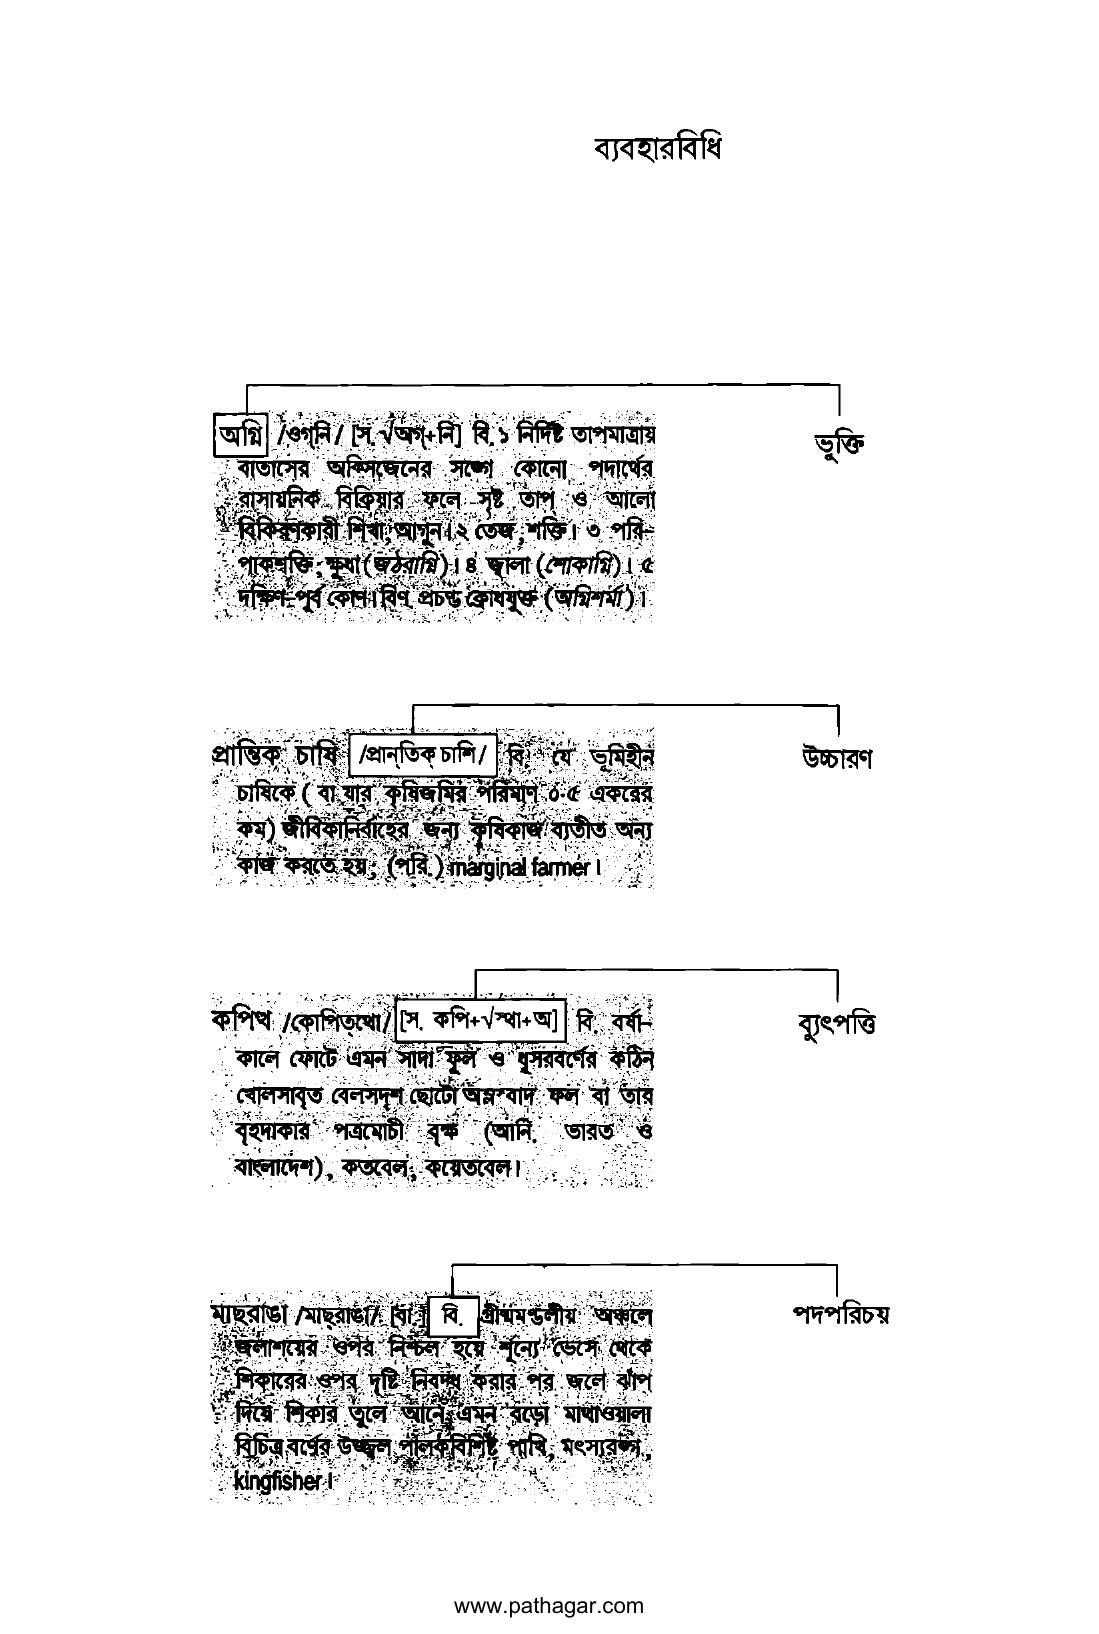 ব্যবহারবিধি
অগ্নি /ওগ্‌নি/ [স. √অগ্+নি] বি. ১ নির্দিষ্ট তাপমাত্রায়
ভুক্তি
বাতাসের অক্সিজেনের সঙ্গে কোনো পদার্থের
রাসায়নিক বিক্রিয়ার ফলে সৃষ্ট তাপ ও আলো
বিকিরণকারী শিখা, আগুন। ২ তেজ, শক্তি। ৩ পরি-
পাকশক্তি; ক্ষুধা (জঠরাগ্নি)। ৪ জ্বালা (শোকাগ্নি)। ৫
দক্ষিণ-পূর্ব কোণ। বিণ. প্রচণ্ড ক্রোধযুক্ত (অগ্নিশর্মা)।
প্রান্তিক চাষি /প্রান্‌তিক চাশি/ বি. যে ভূমিহীন
উচ্চারণ
চাষিকে (বা যার কৃষিজমির পরিমাণ ০.৫ একরের
কম) জীবিকানির্বাহের জন্য কৃষিকাজ ব্যতীত অন্য
কাজ করতে হয়, (পরি.) marginal farmer।
কপিত্থ /কোপিত্‌থো/ [স. কপি+√স্থা+অ] বি. বর্ষা-
ব্যুৎপত্তি
কালে ফোটে এমন সাদা ফুল ও ধূসরবর্ণের কঠিন
খোলসাবৃত বেলসদৃশ ছোটো অম্লস্বাদ ফল বা তার
বৃহদাকার পত্রমোচী বৃক্ষ (আনি. ভারত ও
বাংলাদেশ), কতবেল, কয়েতবেল।
মাছরাঙা /মাছ্‌রাঙা/ [বা.] বি. গ্রীষ্মমণ্ডলীয় অঞ্চলে
পদপরিচয়
জলাশয়ের ওপর নিশ্চল হয়ে শূন্যে ভেসে থেকে
শিকারের ওপর দৃষ্টি নিবদ্ধ করার পর জলে ঝাঁপ
দিয়ে শিকার তুলে আনে এমন বড়ো মাথাওয়ালা
বিচিত্র বর্ণের উজ্জ্বল পালকবিশিষ্ট পাখি, মৎস্যরঙ্গ,
kingfisher।
www.pathagar.com